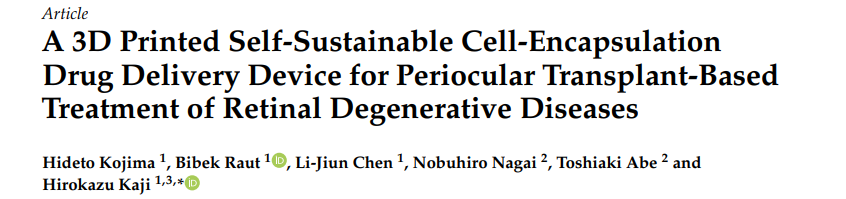 Article
A 3D Printed Self-Sustainable Cell-Encapsulation
Drug Delivery Device for Periocular Transplant-Based
Treatment of Retinal Degenerative Diseases
Hideto Kojima 1, Bibek Raut 1 iD, Li-Jiun Chen 1, Nobuhiro Nagai 2, Toshiaki Abe 2 and
Hirokazu Kaji 1,3,* iD